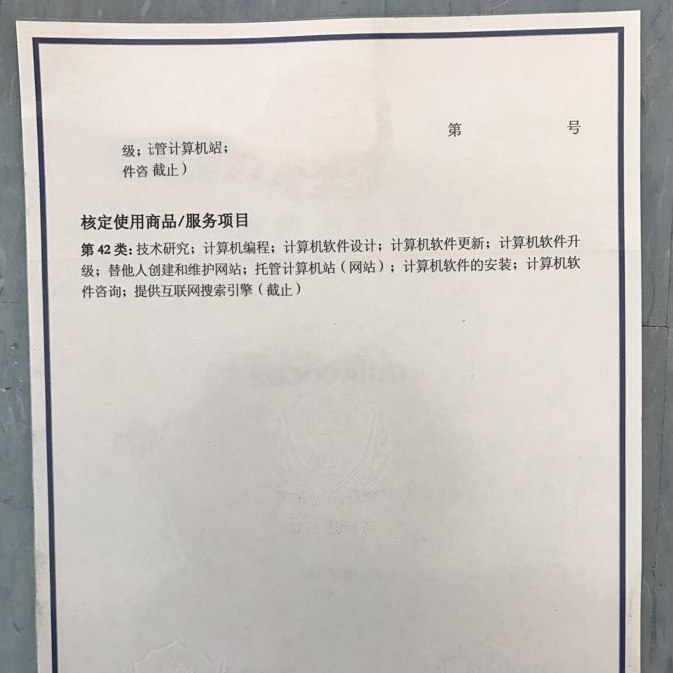 第 号
级; 管计算机站;
件咨 截止)
核定使用商品/服务项目
第 42 类: 技术研究; 计算机编程; 计算机软件设计; 计算机软件更新; 计算机软件升
级; 替他人创建和维护网站; 托管计算机站(网站); 计算机软件的安装; 计算机软
件咨询; 提供互联网搜索引擎(截止)